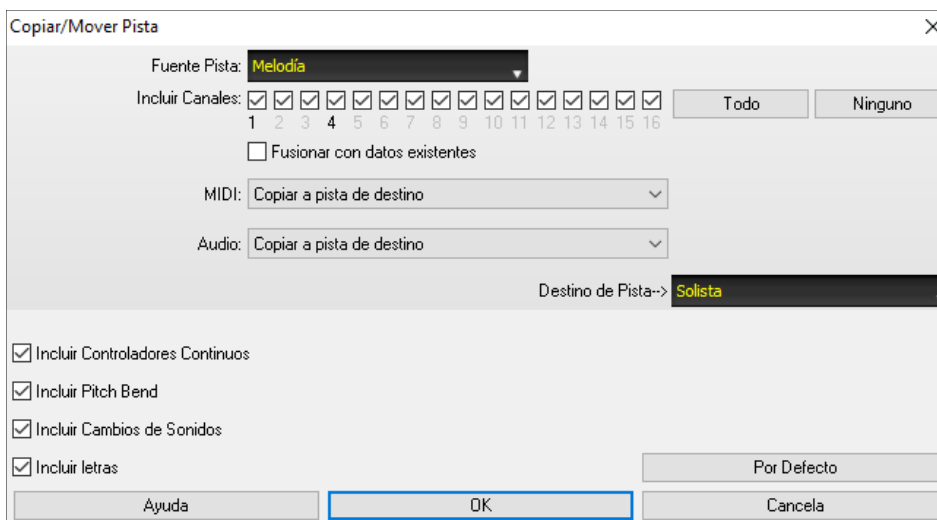 Copiar/Mover Pista
Fuente Pista: Melodía
Incluir Canales: Todo Ninguno
1 2 3 4 5 6 7 8 9 10 11 12 13 14 15 16
Fusionar con datos existentes
MIDI: Copiar a pista de destino
Audio: Copiar a pista de destino
Destino de Pista--> Solista
Incluir Controladores Continuos
Incluir Pitch Bend
Incluir Cambios de Sonidos
Incluir letras Por Defecto
Ayuda OK Cancela